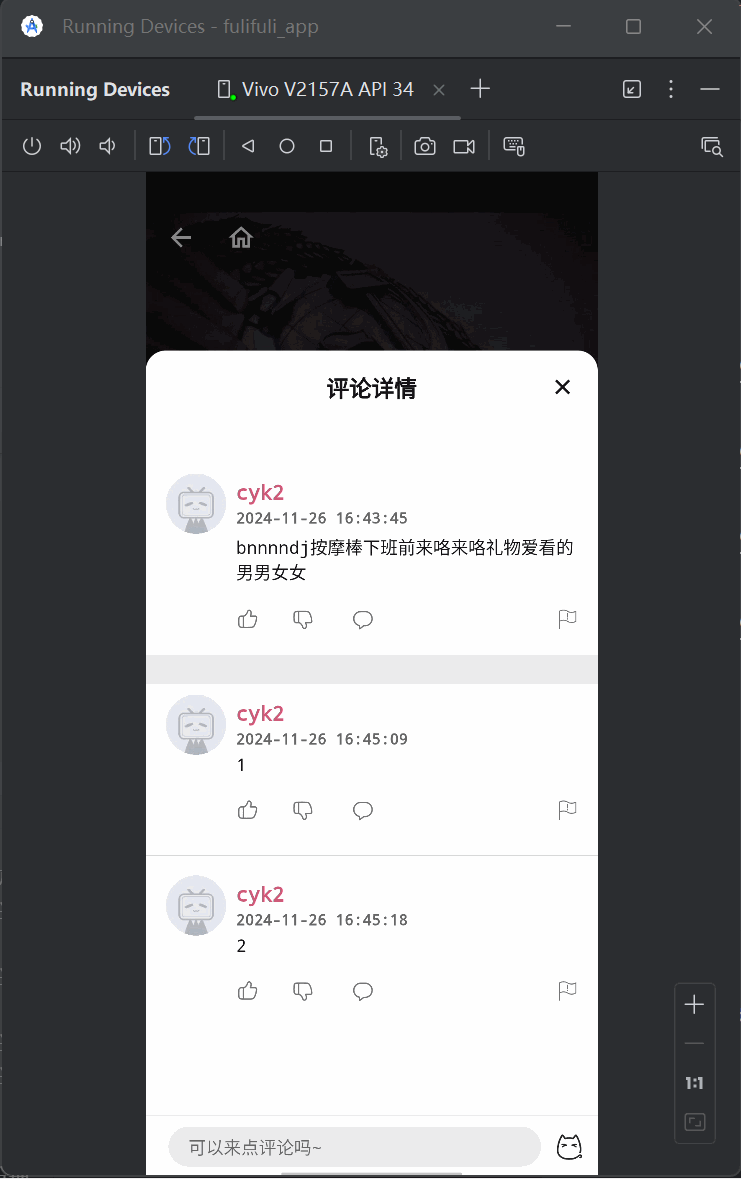 Running Devices - fulifuli_app
Running Devices
Vivo V2157A API 34
评论详情
cyk2
2024-11-26 16:43:45
bnnnndj按摩棒下班前来咯来咯礼物爱看的
男男女女
cyk2
2024-11-26 16:45:09
1
cyk2
2024-11-26 16:45:18
2
1:1
可以来点评论吗~